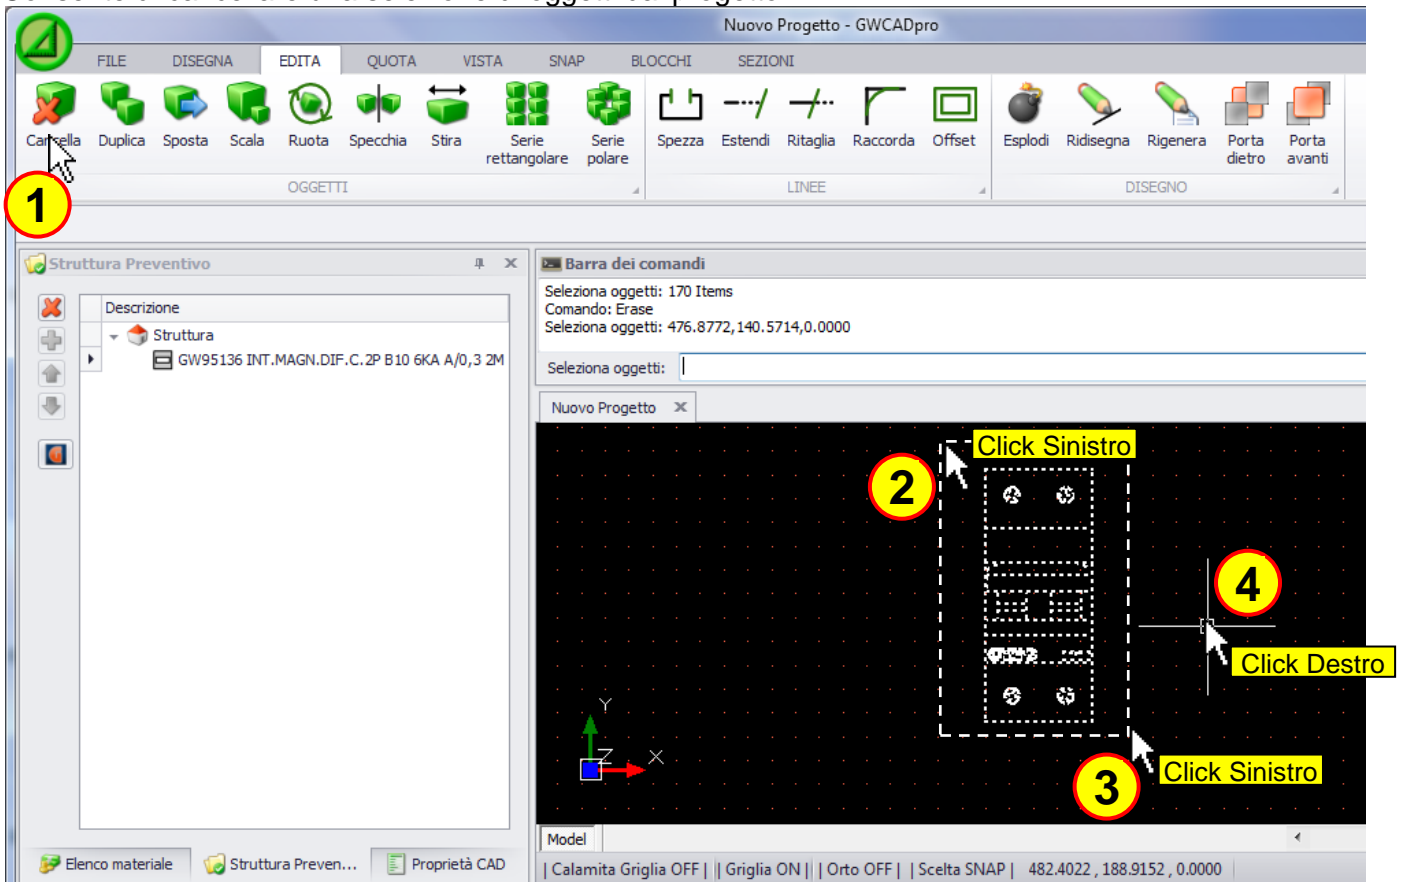 Nuovo Progetto - GWCADpro
FILE DISEGNA EDITA QUOTA VISTA SNAP BLOCCHI SEZIONI
Cancella Duplica Sposta Scala Ruota Specchia Stira Serie rettangolare Serie polare Spezza Estendi Ritaglia Raccorda Offset Esplodi Ridisegna Rigenera Porta dietro Porta avanti
OGGETTI LINEE DISEGNO
1
Struttura Preventivo
Descrizione
Struttura
GW95136 INT.MAGN.DIF.C.2P B10 6KA A/0,3 2M
Barra dei comandi
Seleziona oggetti: 170 Items
Comando: Erase
Seleziona oggetti: 476.8772,140.5714,0.0000
Seleziona oggetti:
Nuovo Progetto
Click Sinistro
2
4
Click Destro
Y
Z X
3
Click Sinistro
Model
Elenco materiale Struttura Preven... Proprietà CAD
| Calamita Griglia OFF | | Griglia ON | | Orto OFF | | Scelta SNAP | 482.4022 , 188.9152 , 0.0000